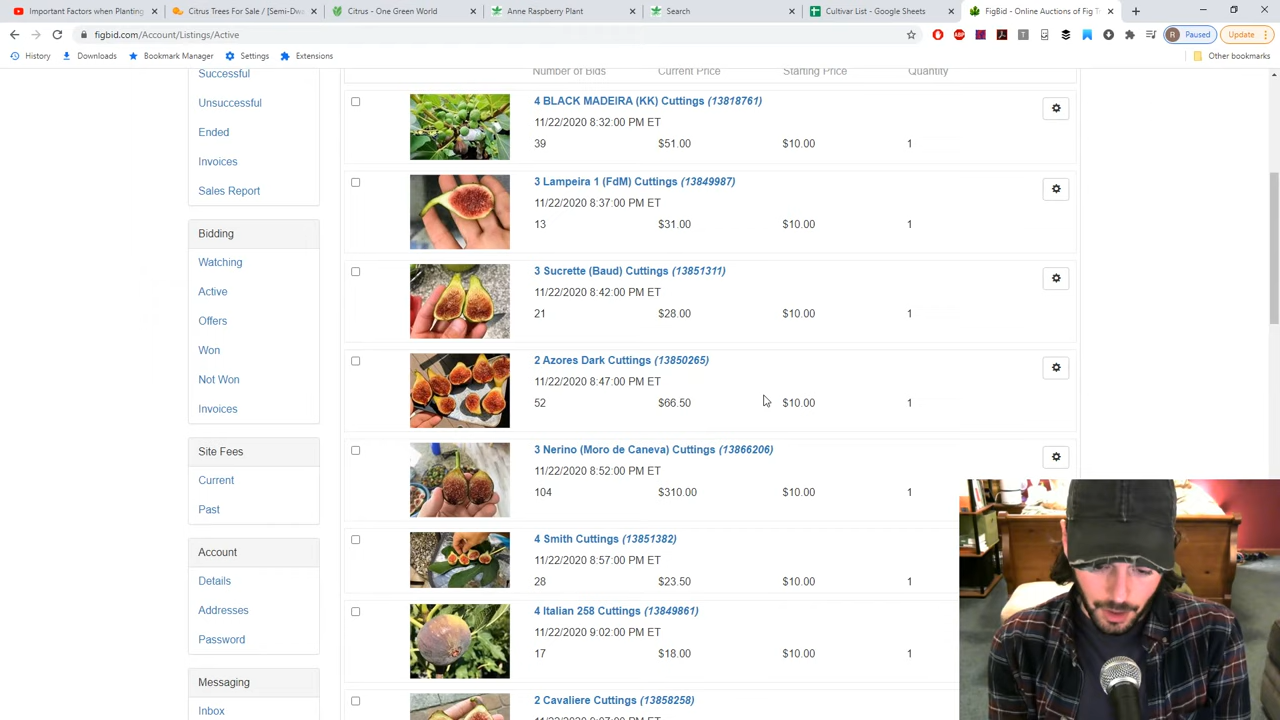 Important Factors when Planting
Citrus Trees For Sale / [Semi-Dw
Citrus - One Green World
Anne Raspberry Plant
Search
Cultivar List - Google Sheets
FigBid - Online Auctions of Fig T
figbid.com/Account/Listings/Active
Paused
Update
History
Downloads
Bookmark Manager
Settings
Extensions
Other bookmarks
Successful
Unsuccessful
Ended
Invoices
Sales Report
Bidding
Watching
Active
Offers
Won
Not Won
Invoices
Site Fees
Current
Past
Account
Details
Addresses
Password
Messaging
Inbox
Number of Bids Current Price Starting Price Quantity
4 BLACK MADEIRA (KK) Cuttings (13818761)
11/22/2020 8:32:00 PM ET
39 $51.00 $10.00 1
3 Lampeira 1 (FdM) Cuttings (13849987)
11/22/2020 8:37:00 PM ET
13 $31.00 $10.00 1
3 Sucrette (Baud) Cuttings (13851311)
11/22/2020 8:42:00 PM ET
21 $28.00 $10.00 1
2 Azores Dark Cuttings (13850265)
11/22/2020 8:47:00 PM ET
52 $66.50 $10.00 1
3 Nerino (Moro de Caneva) Cuttings (13866206)
11/22/2020 8:52:00 PM ET
104 $310.00 $10.00 1
4 Smith Cuttings (13851382)
11/22/2020 8:57:00 PM ET
28 $23.50 $10.00 1
4 Italian 258 Cuttings (13849861)
11/22/2020 9:02:00 PM ET
17 $18.00 $10.00 1
2 Cavaliere Cuttings (13858258)